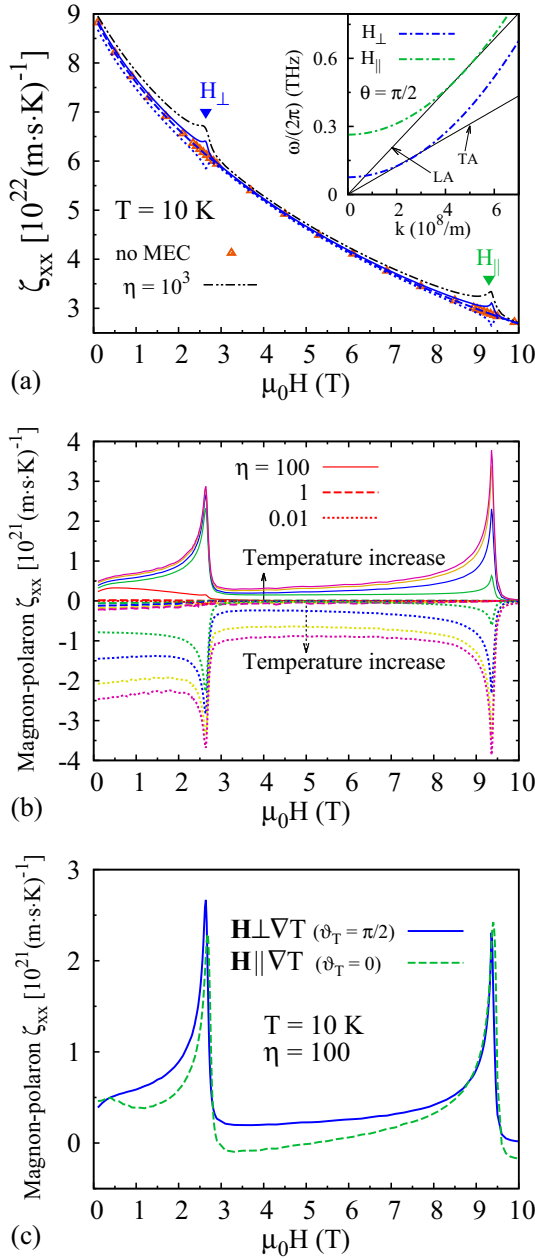 9
8
7
6
5
4
3
ζxx [10²²(m·s·K)⁻¹]
H⊥
T = 10 K
no MEC
η = 10³
H∥
0 1 2 3 4 5 6 7 8 9 10
μ₀H (T)
(a)
H⊥
H∥
θ = π/2
0.6
0.3
0
ω/(2π) (THz)
LA
TA
0 2 4 6
k (10⁸/m)
4
3
2
1
0
-1
-2
-3
-4
Magnon-polaron ζxx [10²¹(m·s·K)⁻¹]
η = 100
1
0.01
Temperature increase
Temperature increase
0 1 2 3 4 5 6 7 8 9 10
μ₀H (T)
(b)
3
2
1
0
Magnon-polaron ζxx [10²¹(m·s·K)⁻¹]
H⊥∇T (ϑT = π/2)
H∥∇T (ϑT = 0)
T = 10 K
η = 100
0 1 2 3 4 5 6 7 8 9 10
μ₀H (T)
(c)